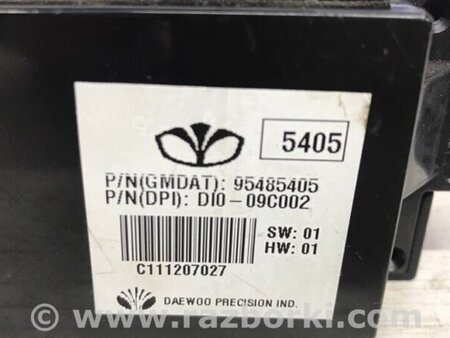 5405
P/N(GMDAT): 95485405
P/N(DPI): DI0-09C002
SW: 01
HW: 01
C111207027
DAEWOO PRECISION IND.
© www.razborki.com